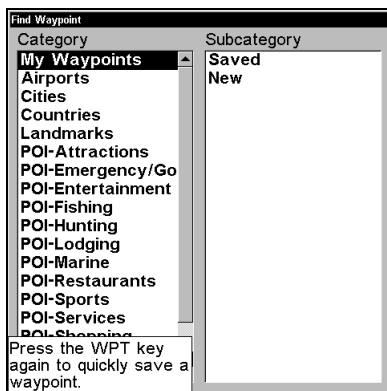 Find Waypoint
Category
My Waypoints
Airports
Cities
Countries
Landmarks
POI-Attractions
POI-Emergency/Go
POI-Entertainment
POI-Fishing
POI-Hunting
POI-Lodging
POI-Marine
POI-Restaurants
POI-Sports
POI-Services
POI-Shopping
Press the WPT key
again to quickly save a
waypoint.
Subcategory
Saved
New